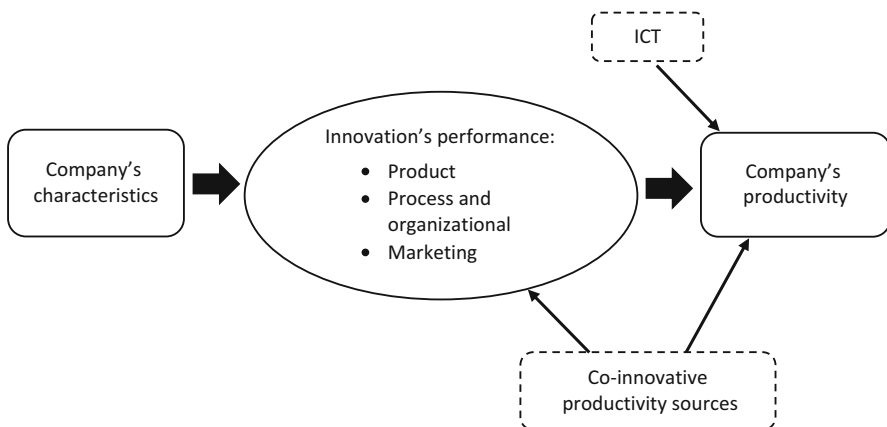 ICT
Company’s
characteristics
Innovation’s performance:
• Product
• Process and
organizational
• Marketing
Company’s
productivity
Co-innovative
productivity sources